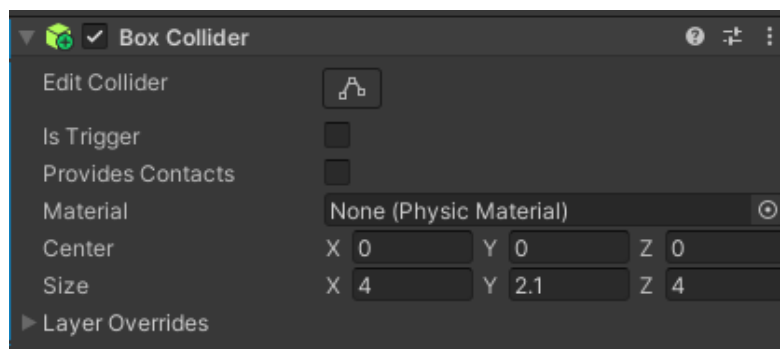 Box Collider
Edit Collider
Is Trigger
Provides Contacts
Material None (Physic Material)
Center X 0 Y 0 Z 0
Size X 4 Y 2.1 Z 4
Layer Overrides